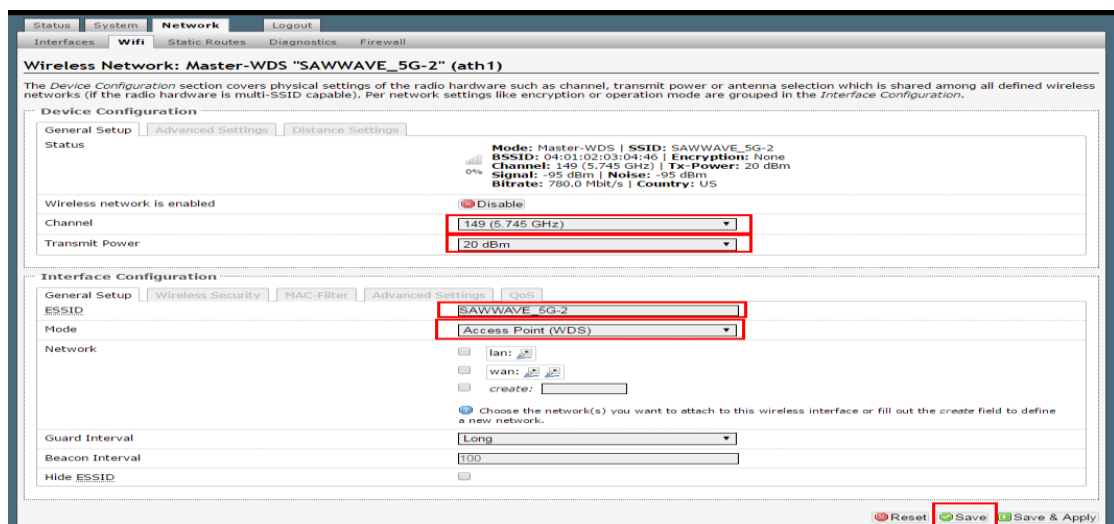 Status System Network Logout
Interfaces Wifi Static Routes Diagnostics Firewall
Wireless Network: Master-WDS "SAWWAVE_5G-2" (ath1)
The Device Configuration section covers physical settings of the radio hardware such as channel, transmit power or antenna selection which is shared among all defined wireless
networks (if the radio hardware is multi-SSID capable). Per network settings like encryption or operation mode are grouped in the Interface Configuration.
Device Configuration
General Setup Advanced Settings Distance Settings
Status
Mode: Master-WDS | SSID: SAWWAVE_5G-2
BSSID: 04:01:02:03:04:46 | Encryption: None
Channel: 149 (5.745 GHz) | Tx-Power: 20 dBm
0% Signal: -95 dBm | Noise: -95 dBm
Bitrate: 780.0 Mbit/s | Country: US
Wireless network is enabled Disable
Channel 149 (5.745 GHz)
Transmit Power 20 dBm
Interface Configuration
General Setup Wireless Security MAC-Filter Advanced Settings QoS
ESSID SAWWAVE_5G-2
Mode Access Point (WDS)
Network lan:
wan:
create:
Choose the network(s) you want to attach to this wireless interface or fill out the create field to define
a new network.
Guard Interval Long
Beacon Interval 100
Hide ESSID
Reset Save Save & Apply